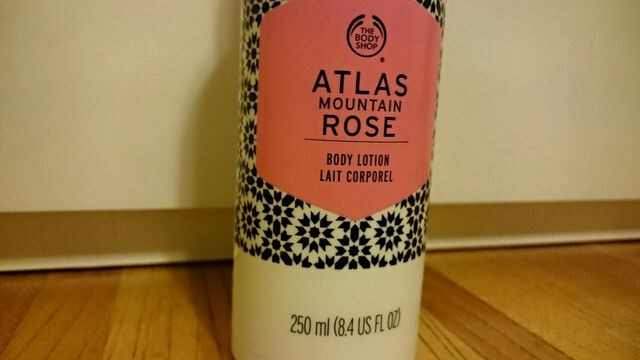 THE
BODY
SHOP
ATLAS
MOUNTAIN
ROSE
BODY LOTION
LAIT CORPOREL
250 ml (8.4 US FL OZ)